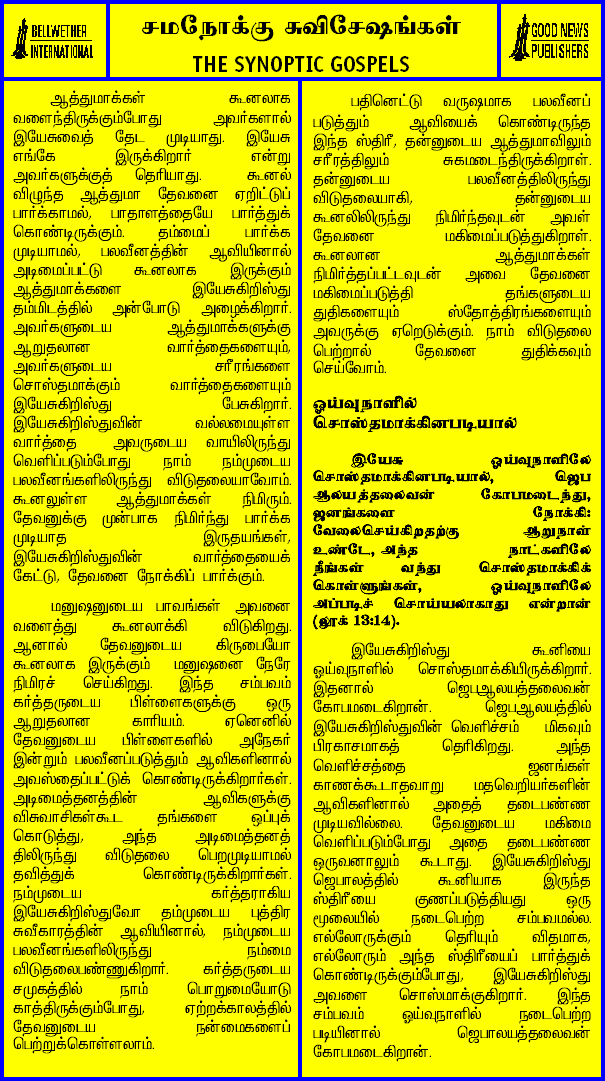 BELLWETHER
INTERNATIONAL
சமநோக்கு சுவிசேஷங்கள்
THE SYNOPTIC GOSPELS
GOOD NEWS
PUBLISHERS
ஆத்துமாக்கள் கூனலாக
வளைந்திருக்கும்போது அவர்களால்
இயேசுவைத் தேட முடியாது. இயேசு
எங்கே இருக்கிறார் என்று
அவர்களுக்குத் தெரியாது. கூனல்
விழுந்த ஆத்துமா தேவனை ஏறிட்டுப்
பார்க்காமல், பாதாளத்தையே பார்த்துக்
கொண்டிருக்கும். தம்மைப் பார்க்க
முடியாமல், பலவீனத்தின் ஆவியினால்
அடிமைப்பட்டு கூனலாக இருக்கும்
ஆத்துமாக்களை இயேசுகிறிஸ்து
தம்மிடத்தில் அன்போடு அழைக்கிறார்.
அவர்களுடைய ஆத்துமாக்களுக்கு
ஆறுதலான வார்த்தைகளையும்,
அவர்களுடைய சரீரங்களை
சொஸ்தமாக்கும் வார்த்தைகளையும்
இயேசுகிறிஸ்து பேசுகிறார்.
இயேசுகிறிஸ்துவின் வல்லமையுள்ள
வார்த்தை அவருடைய வாயிலிருந்து
வெளிப்படும்போது நாம் நம்முடைய
பலவீனங்களிலிருந்து விடுதலையாவோம்.
கூனலுள்ள ஆத்துமாக்கள் நிமிரும்.
தேவனுக்கு முன்பாக நிமிர்ந்து பார்க்க
முடியாத இருதயங்கள்,
இயேசுகிறிஸ்துவின் வார்த்தையைக்
கேட்டு, தேவனை நோக்கிப் பார்க்கும்.
மனுஷனுடைய பாவங்கள் அவனை
வளைத்து கூனலாக்கி விடுகிறது.
ஆனால் தேவனுடைய கிருபையோ
கூனலாக இருக்கும் மனுஷனை நேரே
நிமிரச் செய்கிறது. இந்த சம்பவம்
கர்த்தருடைய பிள்ளைகளுக்கு ஒரு
ஆறுதலான காரியம். ஏனெனில்
தேவனுடைய பிள்ளைகளில் அநேகர்
இன்றும் பலவீனப்படுத்தும் ஆவிகளினால்
அவஸ்தைப்பட்டுக் கொண்டிருக்கிறார்கள்.
அடிமைத்தனத்தின் ஆவிகளுக்கு
விசுவாசிகள்கூட தங்களை ஒப்புக்
கொடுத்து, அந்த அடிமைத்தனத்
திலிருந்து விடுதலை பெறமுடியாமல்
தவித்துக் கொண்டிருக்கிறார்கள்.
நம்முடைய கர்த்தராகிய
இயேசுகிறிஸ்துவோ தம்முடைய புத்திர
சுவீகாரத்தின் ஆவியினால், நம்முடைய
பலவீனங்களிலிருந்து நம்மை
விடுதலைபண்ணுகிறார். கர்த்தருடைய
சமுகத்தில் நாம் பொறுமையோடு
காத்திருக்கும்போது, ஏற்றகாலத்தில்
தேவனுடைய நன்மைகளைப்
பெற்றுக்கொள்ளலாம்.
பதினெட்டு வருஷமாக பலவீனப்
படுத்தும் ஆவியைக் கொண்டிருந்த
இந்த ஸ்திரீ, தன்னுடைய ஆத்துமாவிலும்
சரீரத்திலும் சுகமடைந்திருக்கிறாள்.
தன்னுடைய பலவீனத்திலிருந்து
விடுதலையாகி, தன்னுடைய
கூனலிலிருந்து நிமிர்ந்தவுடன் அவள்
தேவனை மகிமைப்படுத்துகிறாள்.
கூனலான ஆத்துமாக்கள்
நிமிர்த்தப்பட்டவுடன் அவை தேவனை
மகிமைப்படுத்தி தங்களுடைய
துதிகளையும் ஸ்தோத்திரங்களையும்
அவருக்கு ஏறெடுக்கும். நாம் விடுதலை
பெற்றால் தேவனை துதிக்கவும்
செய்வோம்.
ஓய்வுநாளில்
சொஸ்தமாக்கினபடியால்
இயேசு ஓய்வுநாளிலே
சொஸ்தமாக்கினபடியால், ஜெப
ஆலயத்தலைவன் கோபமடைந்து,
ஜனங்களை நோக்கி:
வேலைசெய்கிறதற்கு ஆறுநாள்
உண்டே, அந்த நாட்களிலே
நீங்கள் வந்து சொஸ்தமாக்கிக்
கொள்ளுங்கள், ஓய்வுநாளிலே
அப்படிச் சொய்யலாகாது என்றான்
(லூக் 13:14).
இயேசுகிறிஸ்து கூனியை
ஓய்வுநாளில் சொஸ்தமாக்கியிருக்கிறார்.
இதனால் ஜெபஆலயத்தலைவன்
கோபமடைகிறான். ஜெபஆலயத்தில்
இயேசுகிறிஸ்துவின் வெளிச்சம் மிகவும்
பிரகாசமாகத் தெரிகிறது. அந்த
வெளிச்சத்தை ஜனங்கள்
காணக்கூடாதவாறு மதவெறியர்களின்
ஆவிகளினால் அதைத் தடைபண்ண
முடியவில்லை. தேவனுடைய மகிமை
வெளிப்படும்போது அதை தடைபண்ண
ஒருவனாலும் கூடாது. இயேசுகிறிஸ்து
ஜெபாலத்தில் கூனியாக இருந்த
ஸ்திரீயை குணப்படுத்தியது ஒரு
மூலையில் நடைபெற்ற சம்பவமல்ல.
எல்லோருக்கும் தெரியும் விதமாக,
எல்லோரும் அந்த ஸ்திரீயைப் பார்த்துக்
கொண்டிருக்கும்போது, இயேசுகிறிஸ்து
அவளை சொஸ்மாக்குகிறார். இந்த
சம்பவம் ஓய்வுநாளில் நடைபெற்ற
படியினால் ஜெபாலயத்தலைவன்
கோபமடைகிறான்.